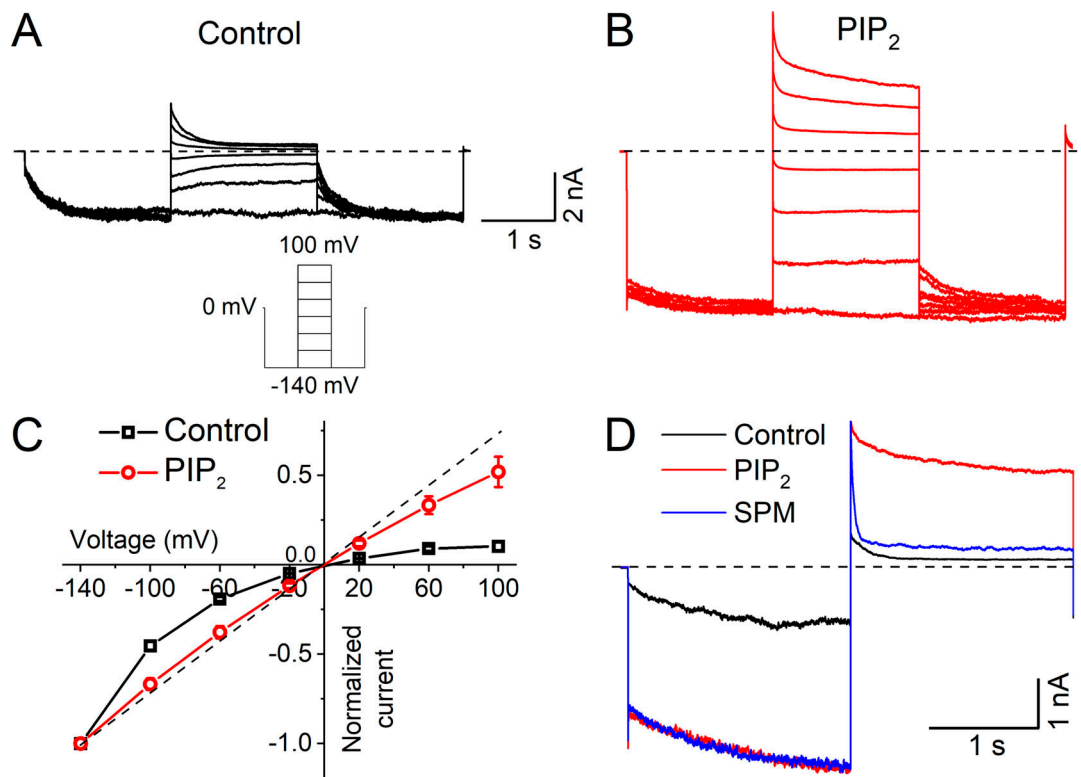 A
Control
2 nA
1 s
100 mV
0 mV
-140 mV
B
PIP2
C
Control
PIP2
Voltage (mV)
0.5
0.0
-140 -100 -60 -20 20 60 100
-0.5
-1.0
Normalized
current
D
Control
PIP2
SPM
1 nA
1 s